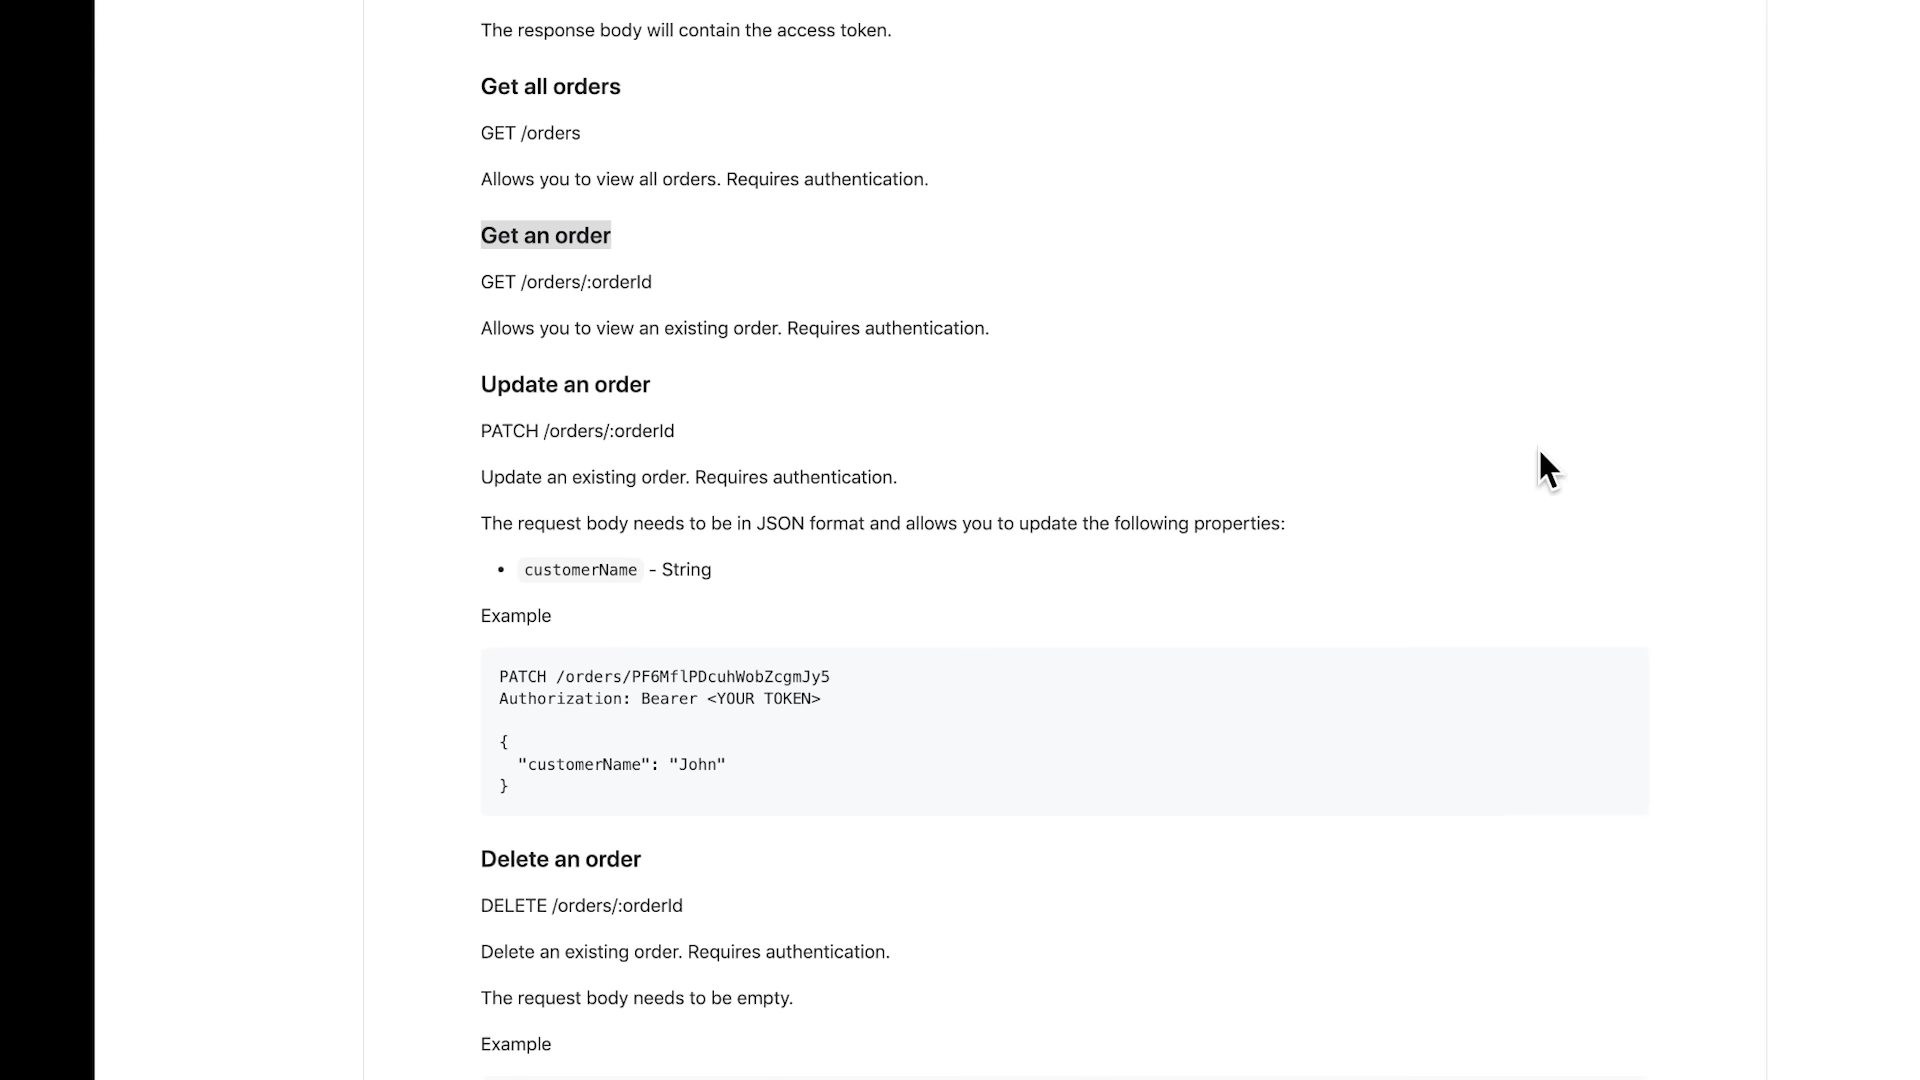 The response body will contain the access token.
Get all orders
GET /orders
Allows you to view all orders. Requires authentication.
Get an order
GET /orders/:orderId
Allows you to view an existing order. Requires authentication.
Update an order
PATCH /orders/:orderId
Update an existing order. Requires authentication.
The request body needs to be in JSON format and allows you to update the following properties:
• customerName - String
Example
PATCH /orders/PF6MflPDcuhWobZcgmJy5
Authorization: Bearer <YOUR TOKEN>
{
"customerName": "John"
}
Delete an order
DELETE /orders/:orderId
Delete an existing order. Requires authentication.
The request body needs to be empty.
Example